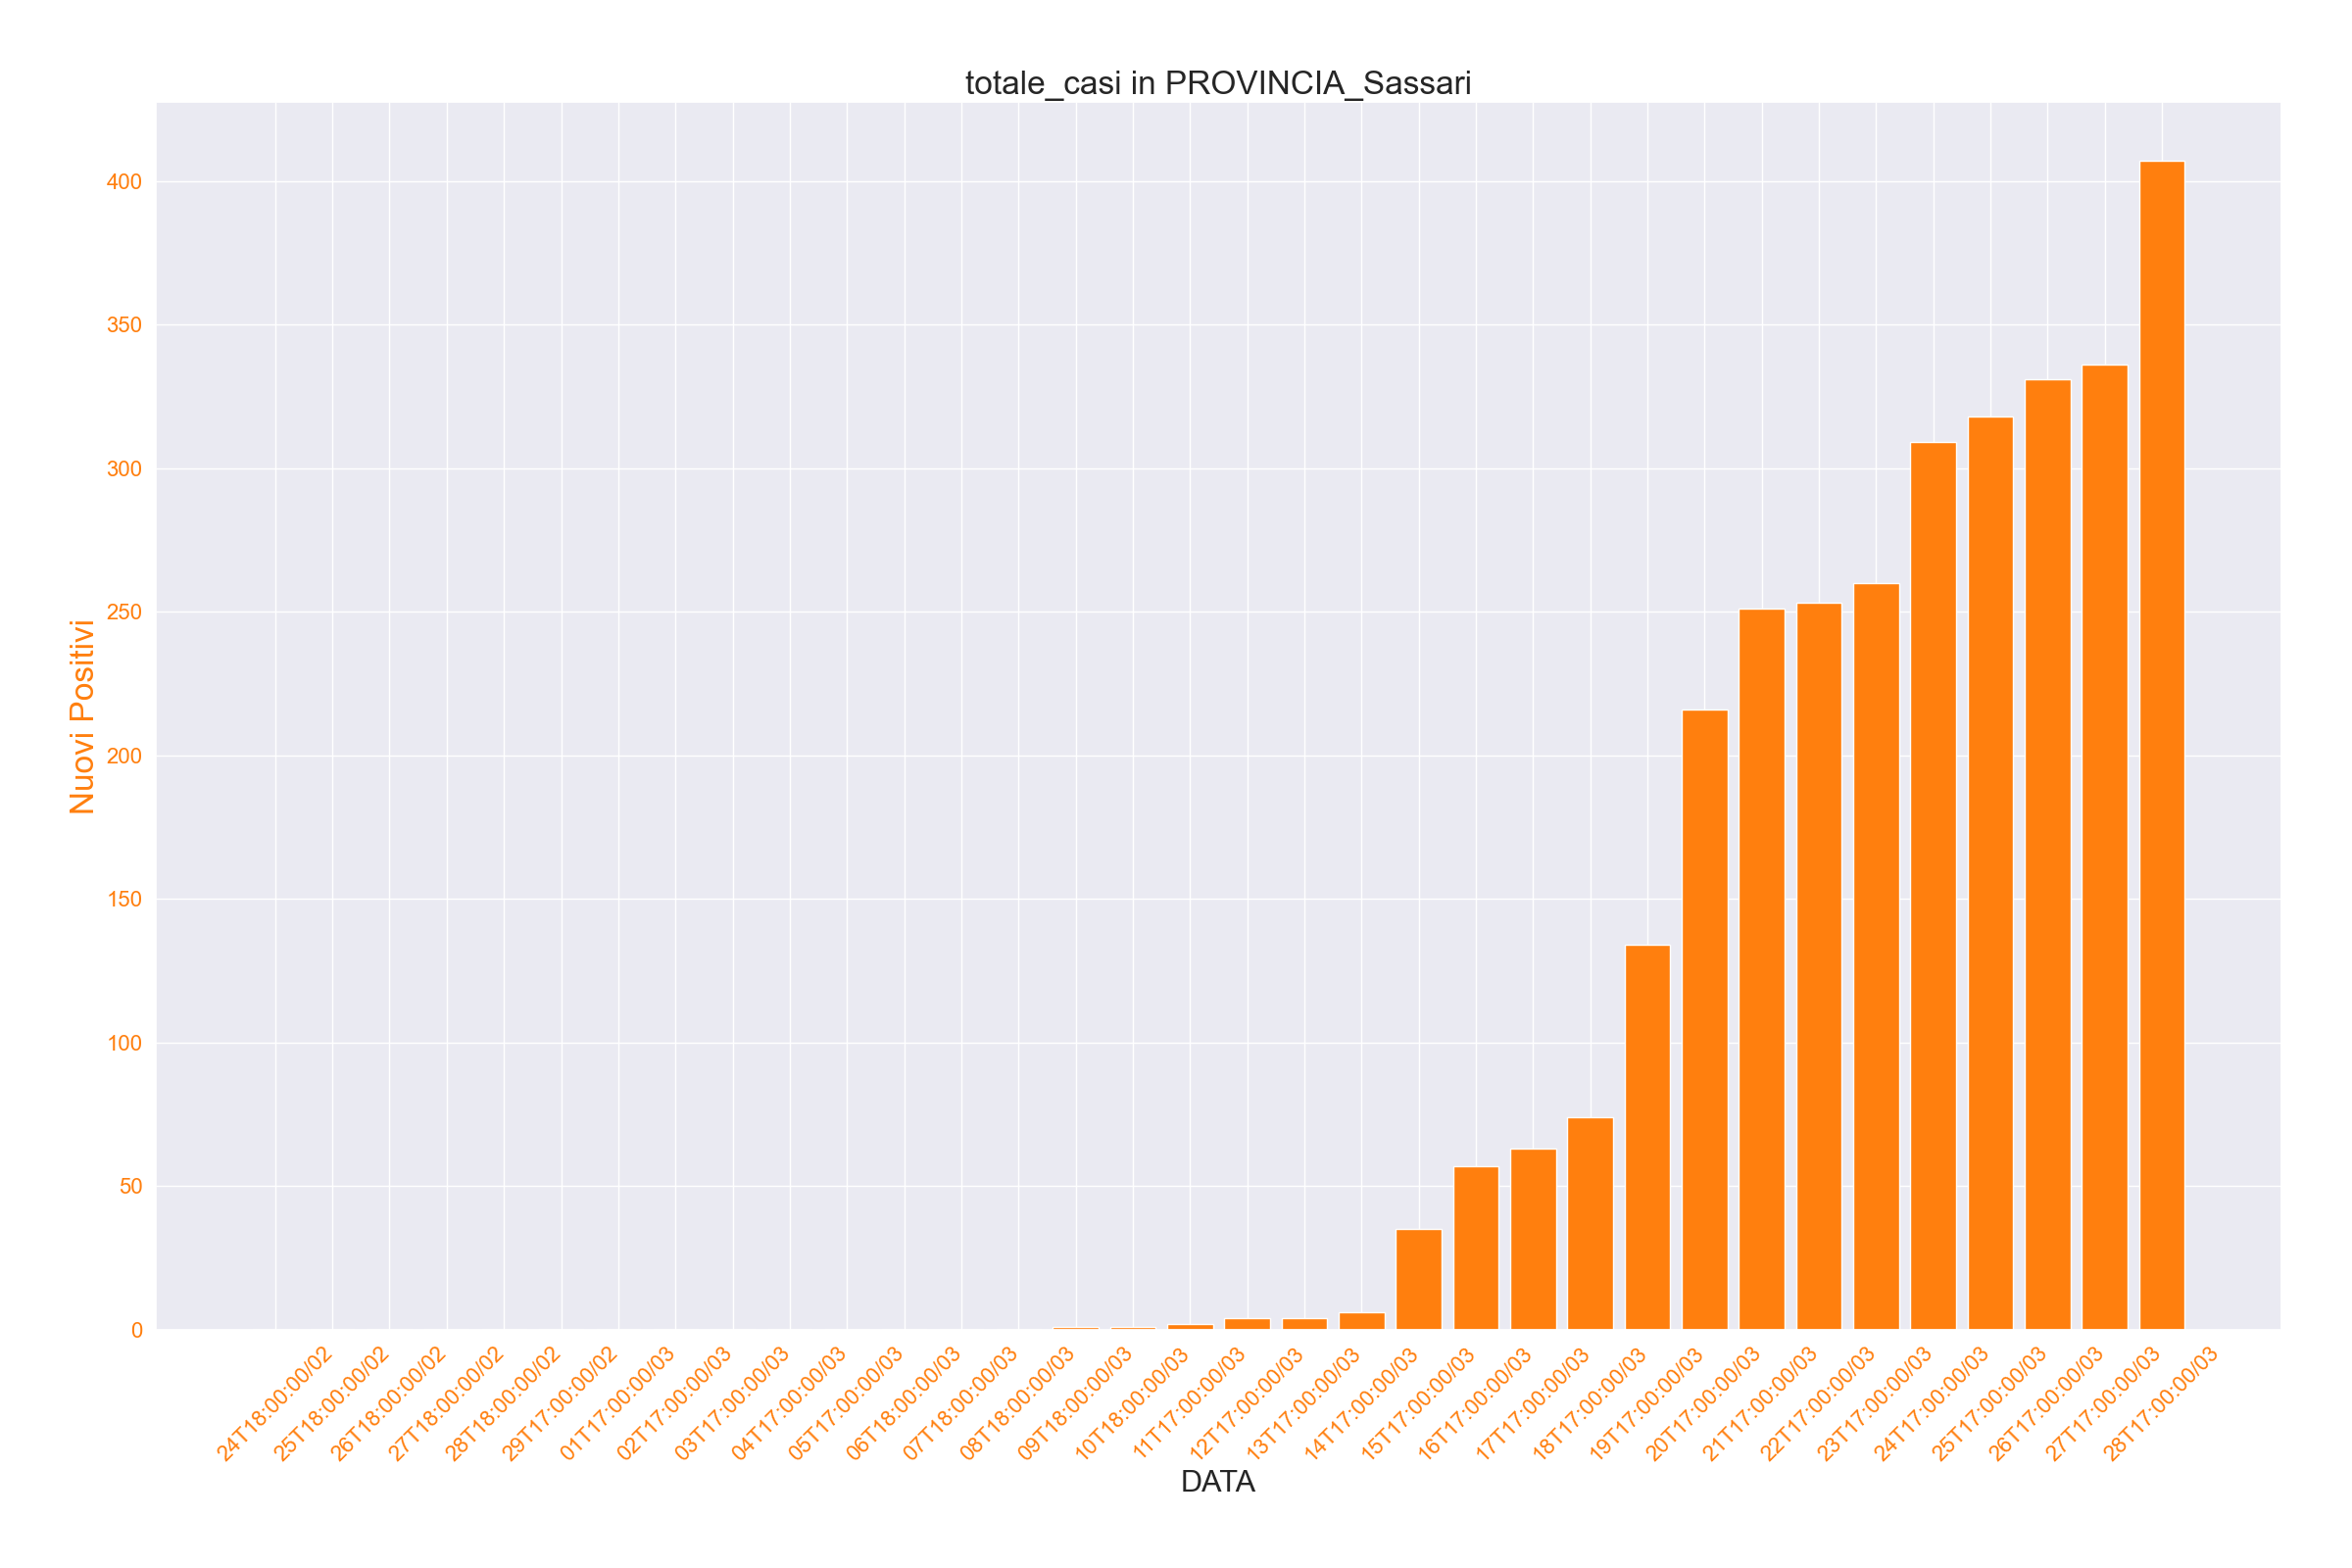 totale_casi in PROVINCIA_Sassari
Nuovi Positivi
400
350
300
250
200
150
100
50
0
24T18:00:00/02
25T18:00:00/02
26T18:00:00/02
27T18:00:00/02
28T18:00:00/02
29T17:00:00/02
01T17:00:00/03
02T17:00:00/03
03T17:00:00/03
04T17:00:00/03
05T17:00:00/03
06T18:00:00/03
07T18:00:00/03
08T18:00:00/03
09T18:00:00/03
10T18:00:00/03
11T17:00:00/03
12T17:00:00/03
13T17:00:00/03
14T17:00:00/03
15T17:00:00/03
16T17:00:00/03
17T17:00:00/03
18T17:00:00/03
19T17:00:00/03
20T17:00:00/03
21T17:00:00/03
22T17:00:00/03
23T17:00:00/03
24T17:00:00/03
25T17:00:00/03
26T17:00:00/03
27T17:00:00/03
28T17:00:00/03
DATA